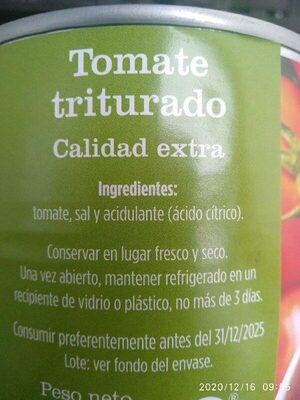 Tomate
triturado
Calidad extra
Ingredientes:
tomate, sal y acidulante (ácido cítrico).
Conservar en lugar fresco y seco.
Una vez abierto, mantener refrigerado en un
recipiente de vidrio o plástico, no más de 3 días.
Consumir preferentemente antes del 31/12/2025
Lote: ver fondo del envase.
Peso neto
®
2020/12/16